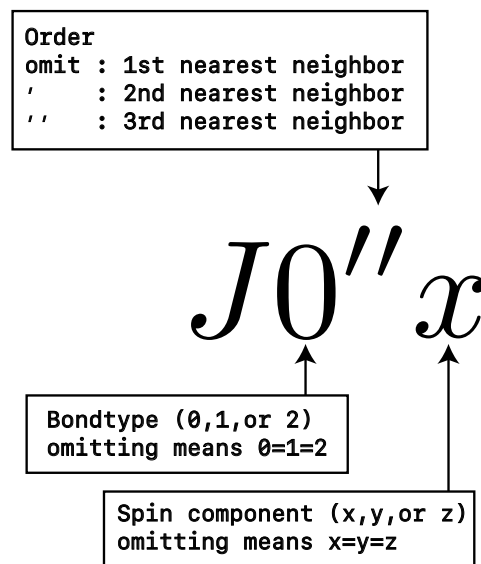 Order
omit : 1st nearest neighbor
′ : 2nd nearest neighbor
′′ : 3rd nearest neighbor
J0′′x
Bondtype (0,1,or 2)
omitting means 0=1=2
Spin component (x,y,or z)
omitting means x=y=z